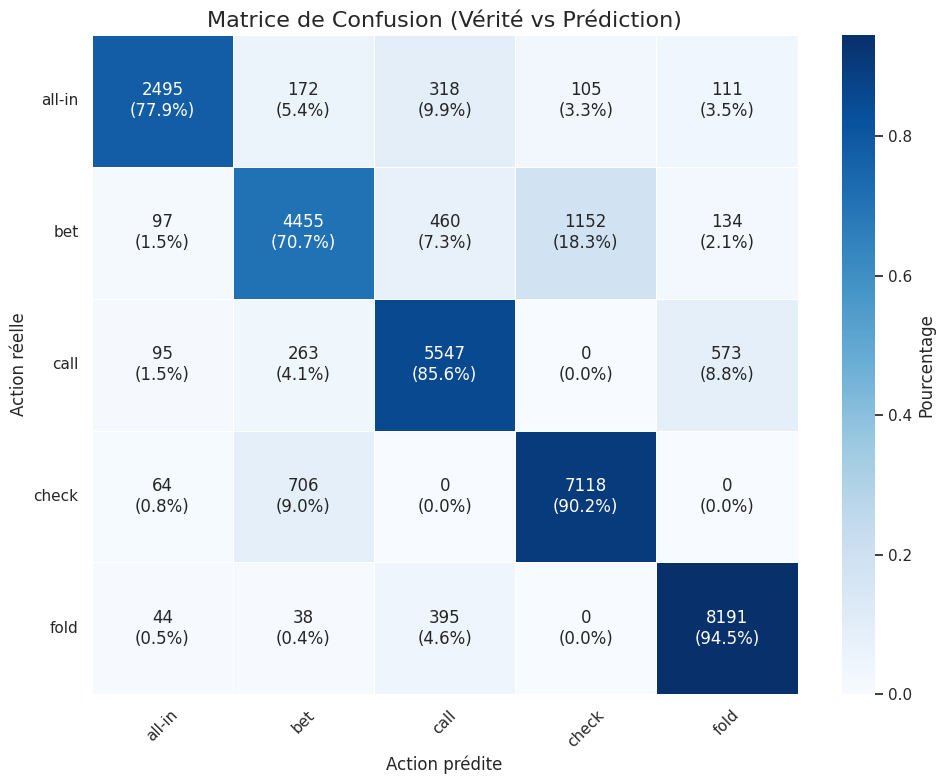 Matrice de Confusion (Vérité vs Prédiction)
all-in
2495 172 318 105 111
(77.9%) (5.4%) (9.9%) (3.3%) (3.5%)
bet
97 4455 460 1152 134
(1.5%) (70.7%) (7.3%) (18.3%) (2.1%)
call
95 263 5547 0 573
(1.5%) (4.1%) (85.6%) (0.0%) (8.8%)
check
64 706 0 7118 0
(0.8%) (9.0%) (0.0%) (90.2%) (0.0%)
fold
44 38 395 0 8191
(0.5%) (0.4%) (4.6%) (0.0%) (94.5%)
all-in bet call check fold
Action prédite
Action réelle
0.8
0.6
0.4
0.2
0.0
Pourcentage